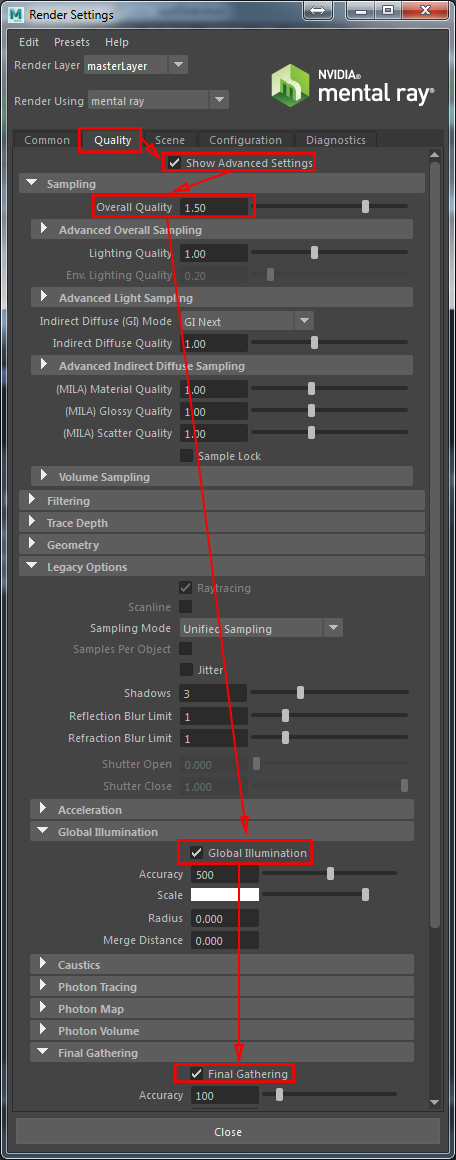 M Render Settings
Edit Presets Help
Render Layer masterLayer
Render Using mental ray
NVIDIA®
mental ray®
Common Quality Scene Configuration Diagnostics
Show Advanced Settings
Sampling
Overall Quality 1.50
Advanced Overall Sampling
Lighting Quality 1.00
Env. Lighting Quality 0.20
Advanced Light Sampling
Indirect Diffuse (GI) Mode GI Next
Indirect Diffuse Quality 1.00
Advanced Indirect Diffuse Sampling
(MILA) Material Quality 1.00
(MILA) Glossy Quality 1.00
(MILA) Scatter Quality 1.00
Sample Lock
Volume Sampling
Filtering
Trace Depth
Geometry
Legacy Options
Raytracing
Scanline
Sampling Mode Unified Sampling
Samples Per Object
Jitter
Shadows 3
Reflection Blur Limit 1
Refraction Blur Limit 1
Shutter Open 0.000
Shutter Close 1.000
Acceleration
Global Illumination
Global Illumination
Accuracy 500
Scale
Radius 0.000
Merge Distance 0.000
Caustics
Photon Tracing
Photon Map
Photon Volume
Final Gathering
Final Gathering
Accuracy 100
Close